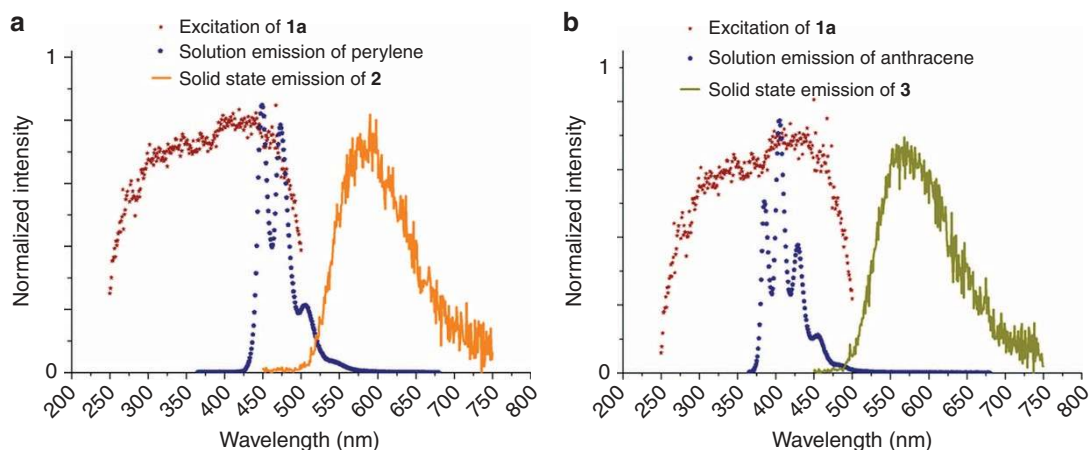 a
Excitation of 1a
Solution emission of perylene
Solid state emission of 2
1
Normalized intensity
0
200 250 300 350 400 450 500 550 600 650 700 750 800
Wavelength (nm)
b
Excitation of 1a
Solution emission of anthracene
Solid state emission of 3
1
Normalized intensity
0
200 250 300 350 400 450 500 550 600 650 700 750 800
Wavelength (nm)